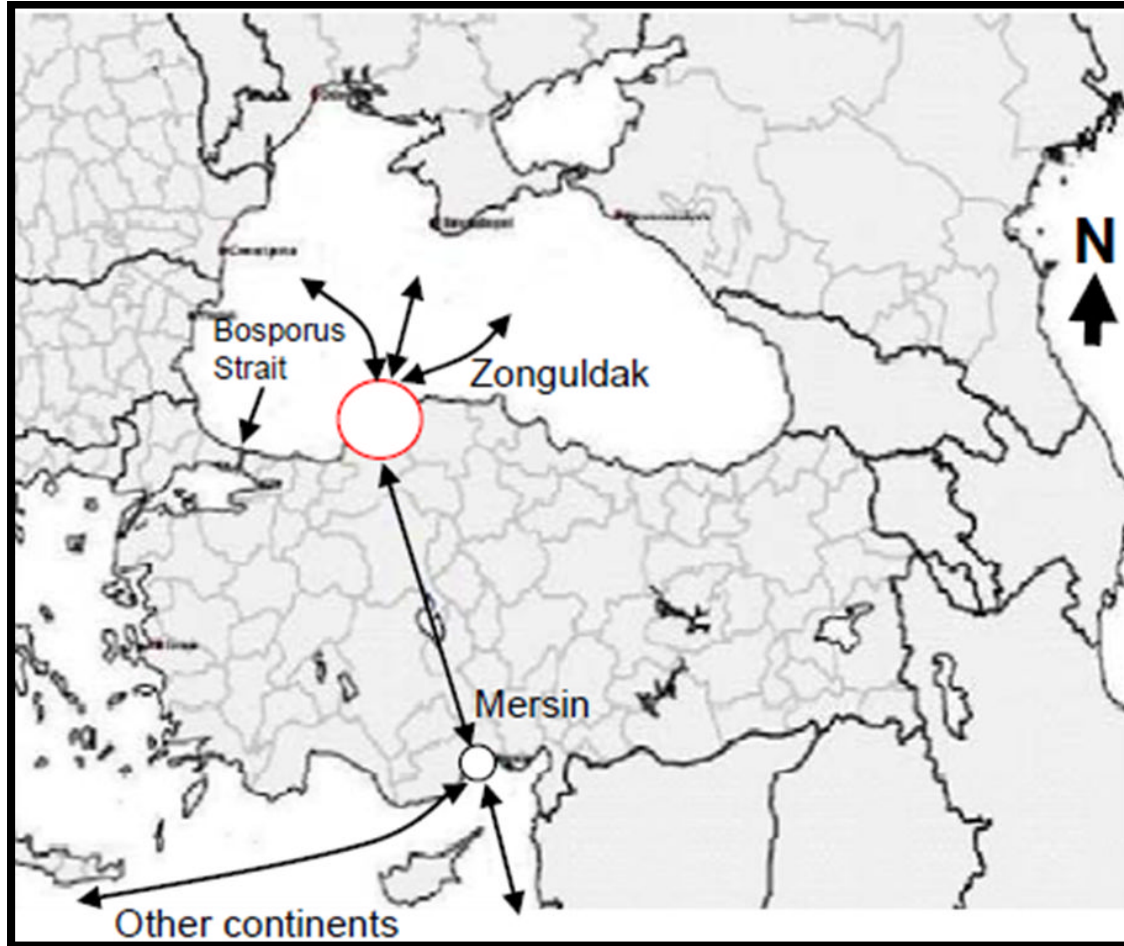 N
Bosporus
Strait
Zonguldak
Mersin
Other continents